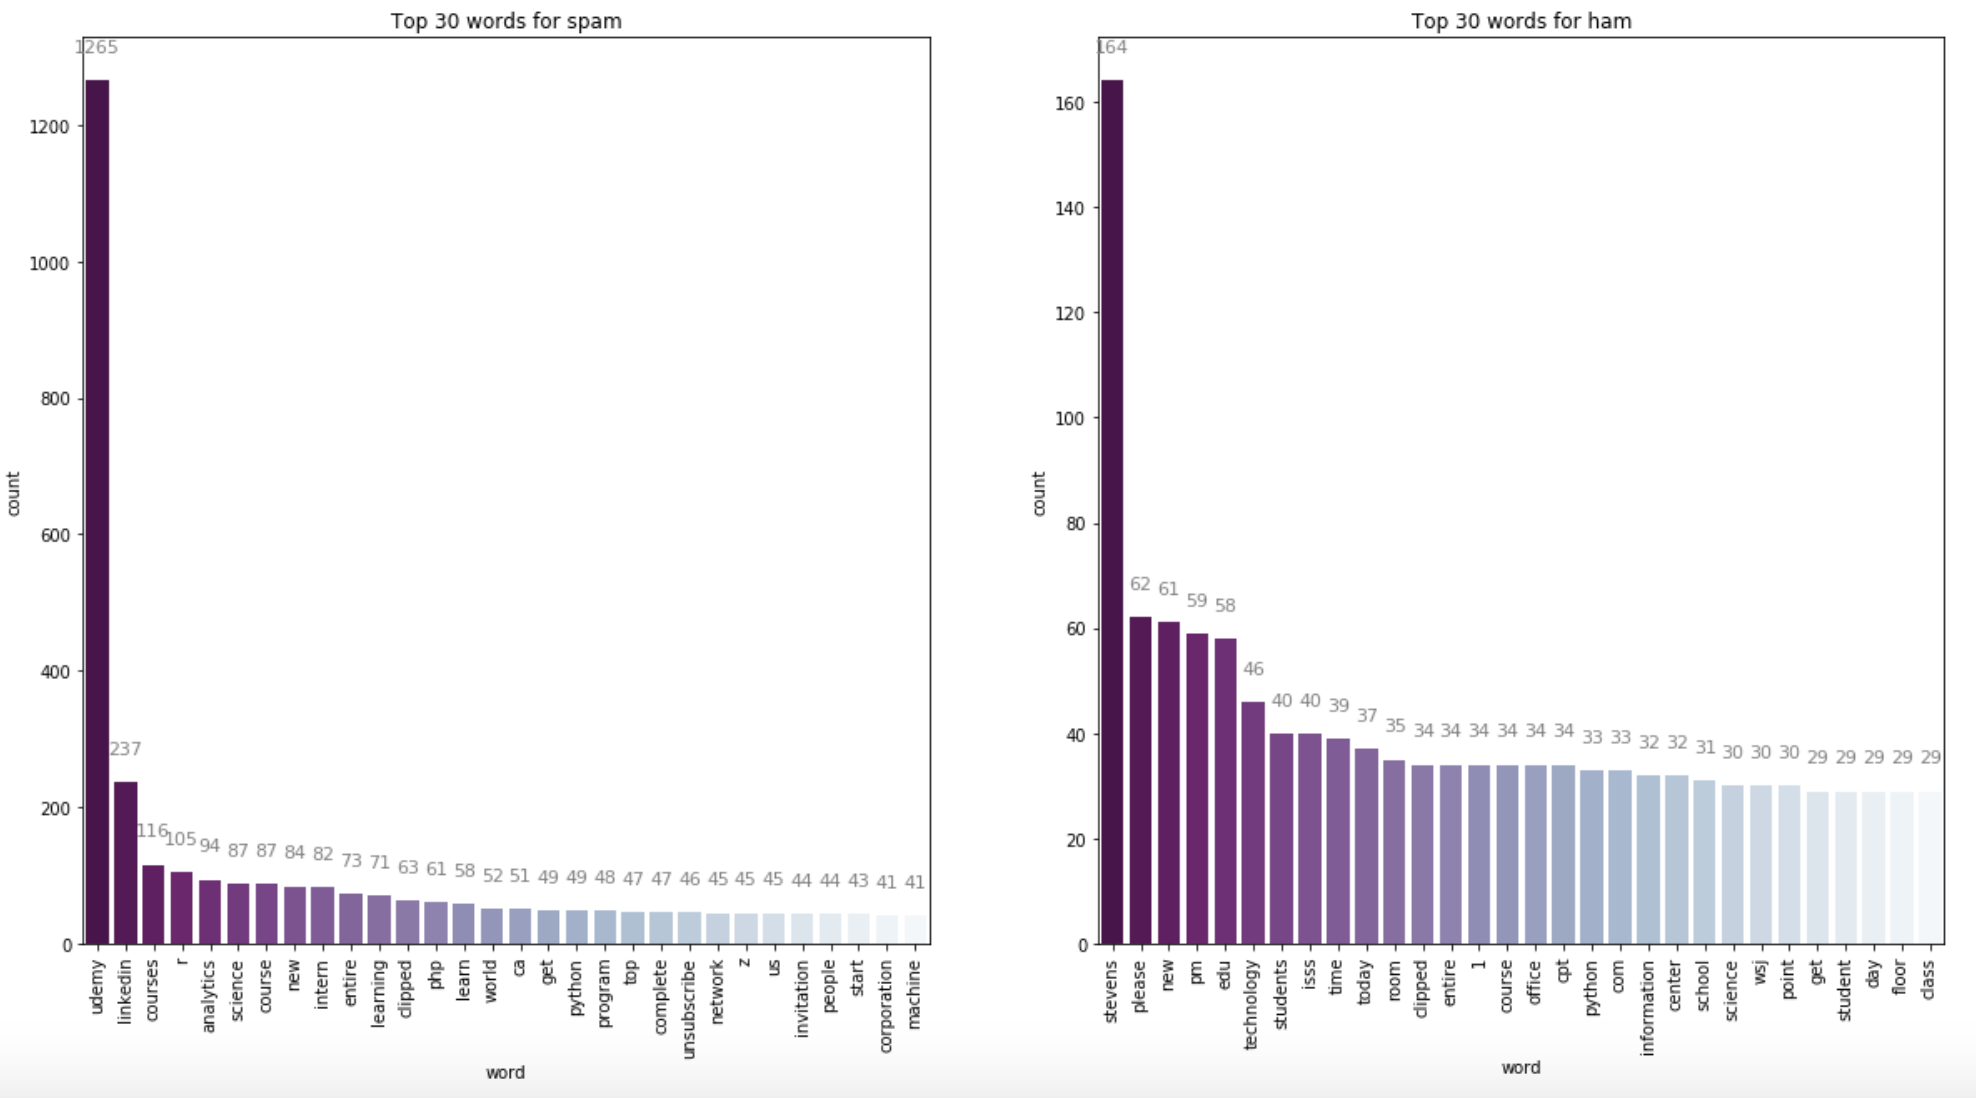 Top 30 words for spam
1265
1200
1000
800
600
400
200
0
count
237
116
105
94
87
87
84
82
73
71
63
61
58
52
51
49
49
48
47
47
46
45
45
45
44
44
43
41
41
udemy
linkedin
courses
r
analytics
science
course
new
intern
entire
learning
clipped
php
learn
world
ca
get
python
program
top
complete
unsubscribe
network
z
us
invitation
people
start
corporation
machine
word
Top 30 words for ham
164
160
140
120
100
80
60
40
20
0
count
62
61
59
58
46
40
40
39
37
35
34
34
34
34
34
34
33
33
32
32
31
30
30
30
29
29
29
29
29
stevens
please
new
pm
edu
technology
students
isss
time
today
room
clipped
entire
1
course
office
cpt
python
com
information
center
school
science
wsj
point
get
student
day
floor
class
word